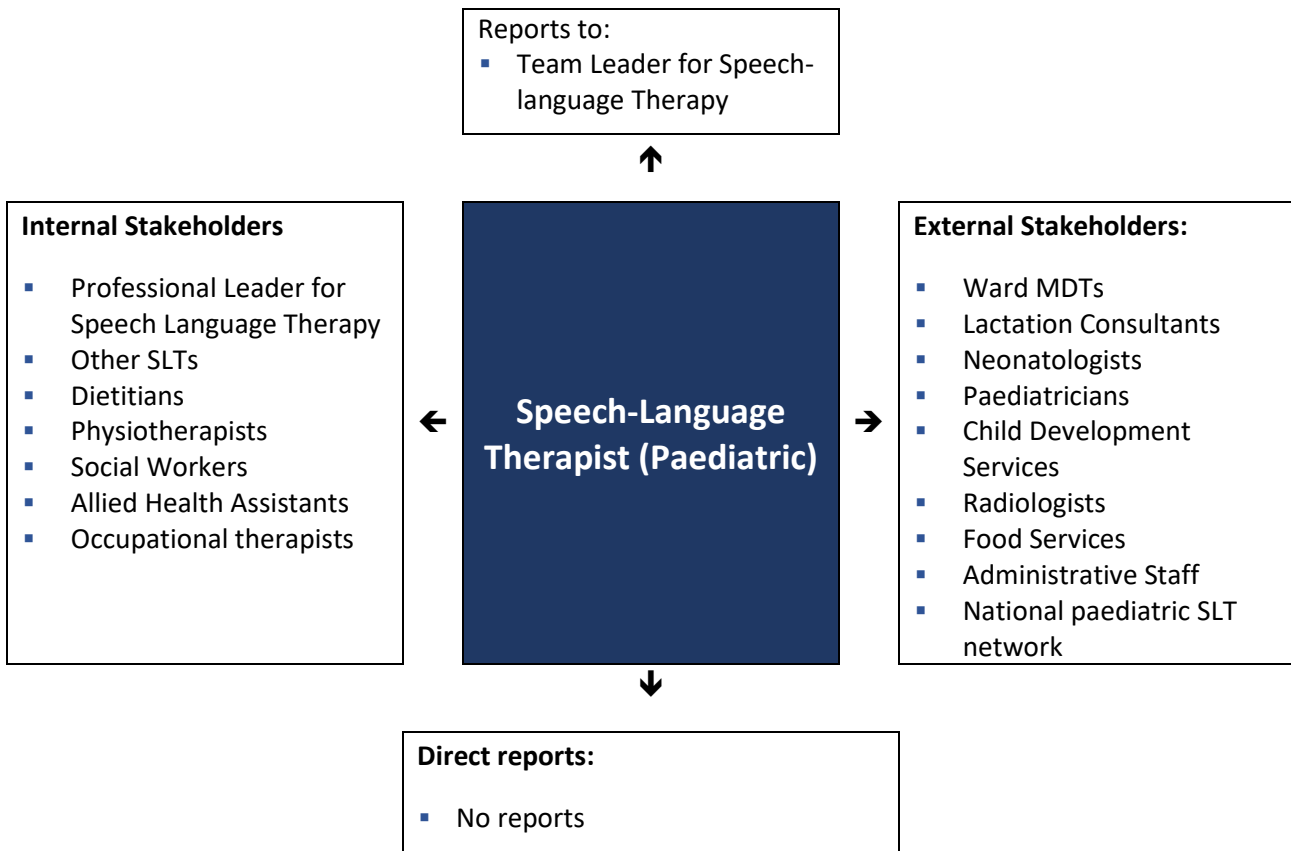 Reports to:
▪ Team Leader for Speech-
language Therapy
Internal Stakeholders
▪ Professional Leader for
Speech Language Therapy
▪ Other SLTs
▪ Dietitians
▪ Physiotherapists
▪ Social Workers
▪ Allied Health Assistants
▪ Occupational therapists
Speech-Language
Therapist (Paediatric)
External Stakeholders:
▪ Ward MDTs
▪ Lactation Consultants
▪ Neonatologists
▪ Paediatricians
▪ Child Development
Services
▪ Radiologists
▪ Food Services
▪ Administrative Staff
▪ National paediatric SLT
network
Direct reports:
▪ No reports